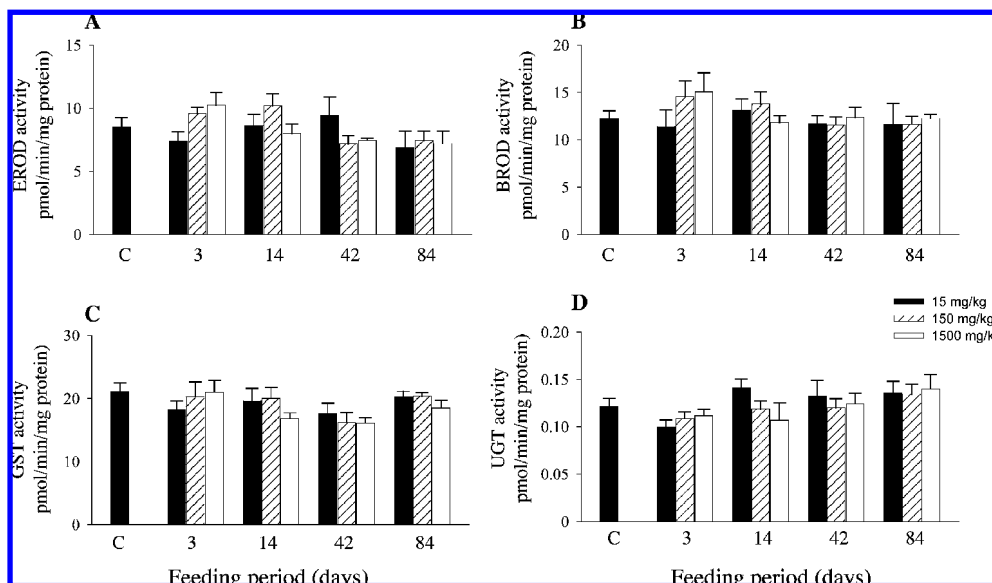 A
EROD activity
pmol/min/mg protein)
15
10
5
0
C 3 14 42 84
B
BROD activity
pmol/min/mg protein)
20
15
10
5
0
C 3 14 42 84
C
GST activity
pmol/min/mg protein)
30
20
10
0
C 3 14 42 84
Feeding period (days)
D
UGT activity
pmol/min/mg protein)
0.20
0.15
0.10
0.05
0
C 3 14 42 84
Feeding period (days)
15 mg/kg
150 mg/kg
1500 mg/k